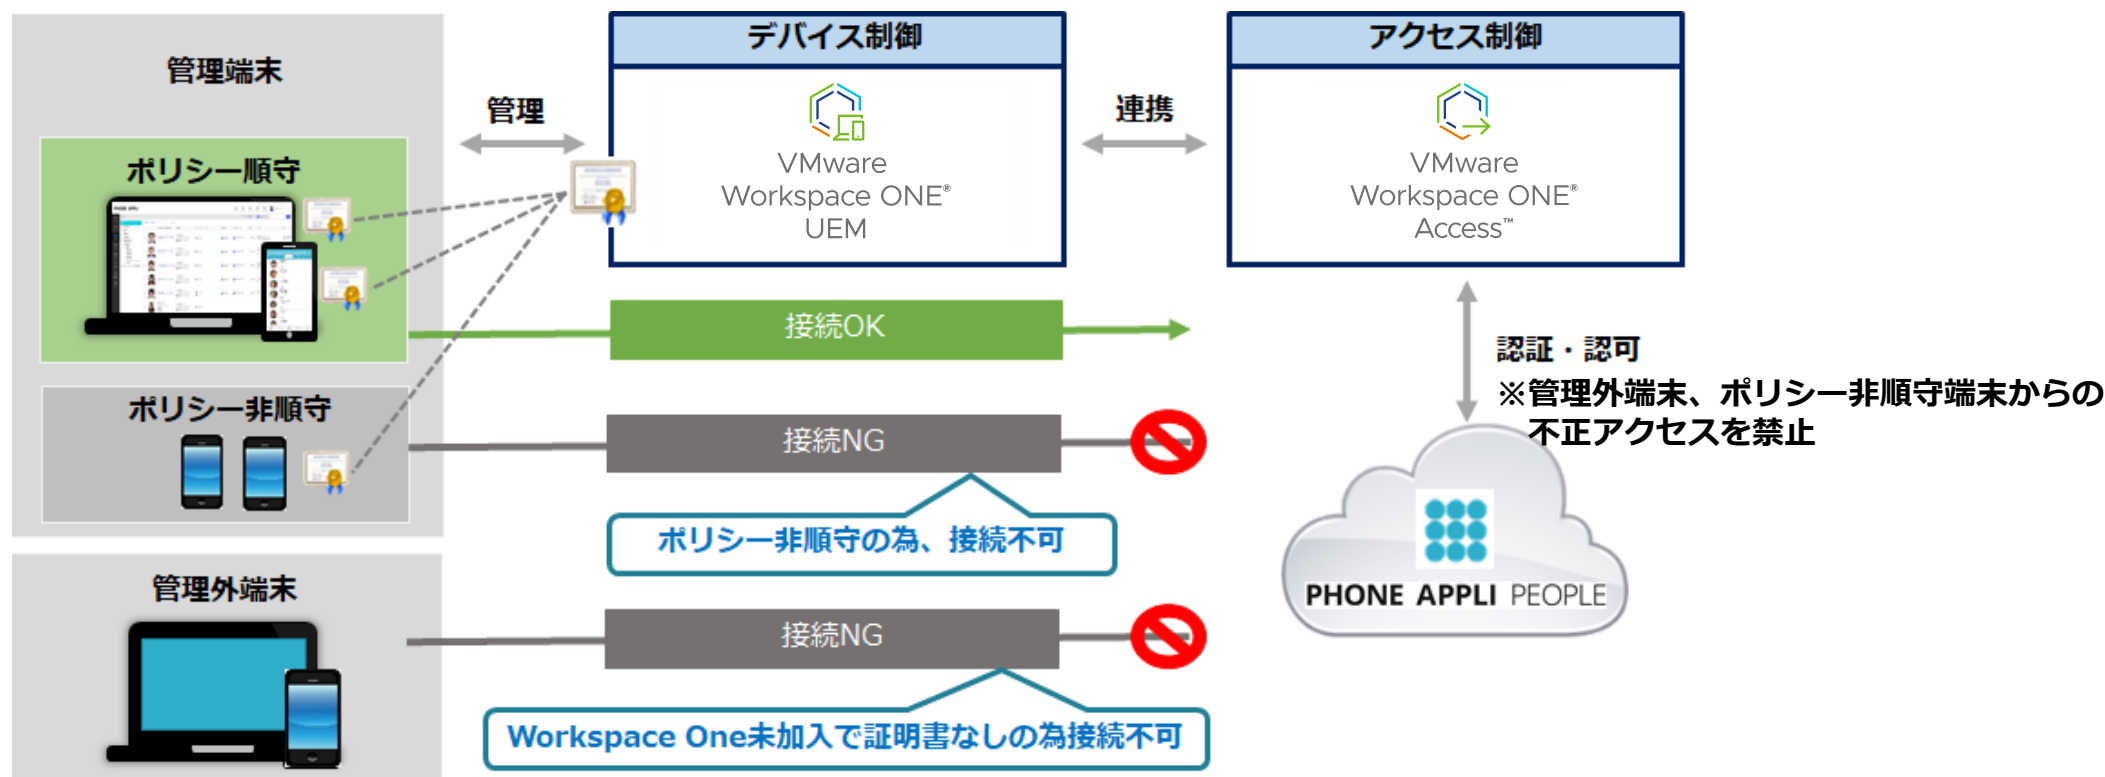 管理端末
ポリシー順守
PHONE APPLI
ポリシー非順守
管理外端末
管理
デバイス制御
VMware
Workspace ONE®
UEM
連携
アクセス制御
VMware
Workspace ONE®
Access™
接続OK
接続NG
ポリシー非順守の為、接続不可
接続NG
Workspace One未加入で証明書なしの為接続不可
認証・認可
※管理外端末、ポリシー非順守端末からの
不正アクセスを禁止
PHONE APPLI PEOPLE